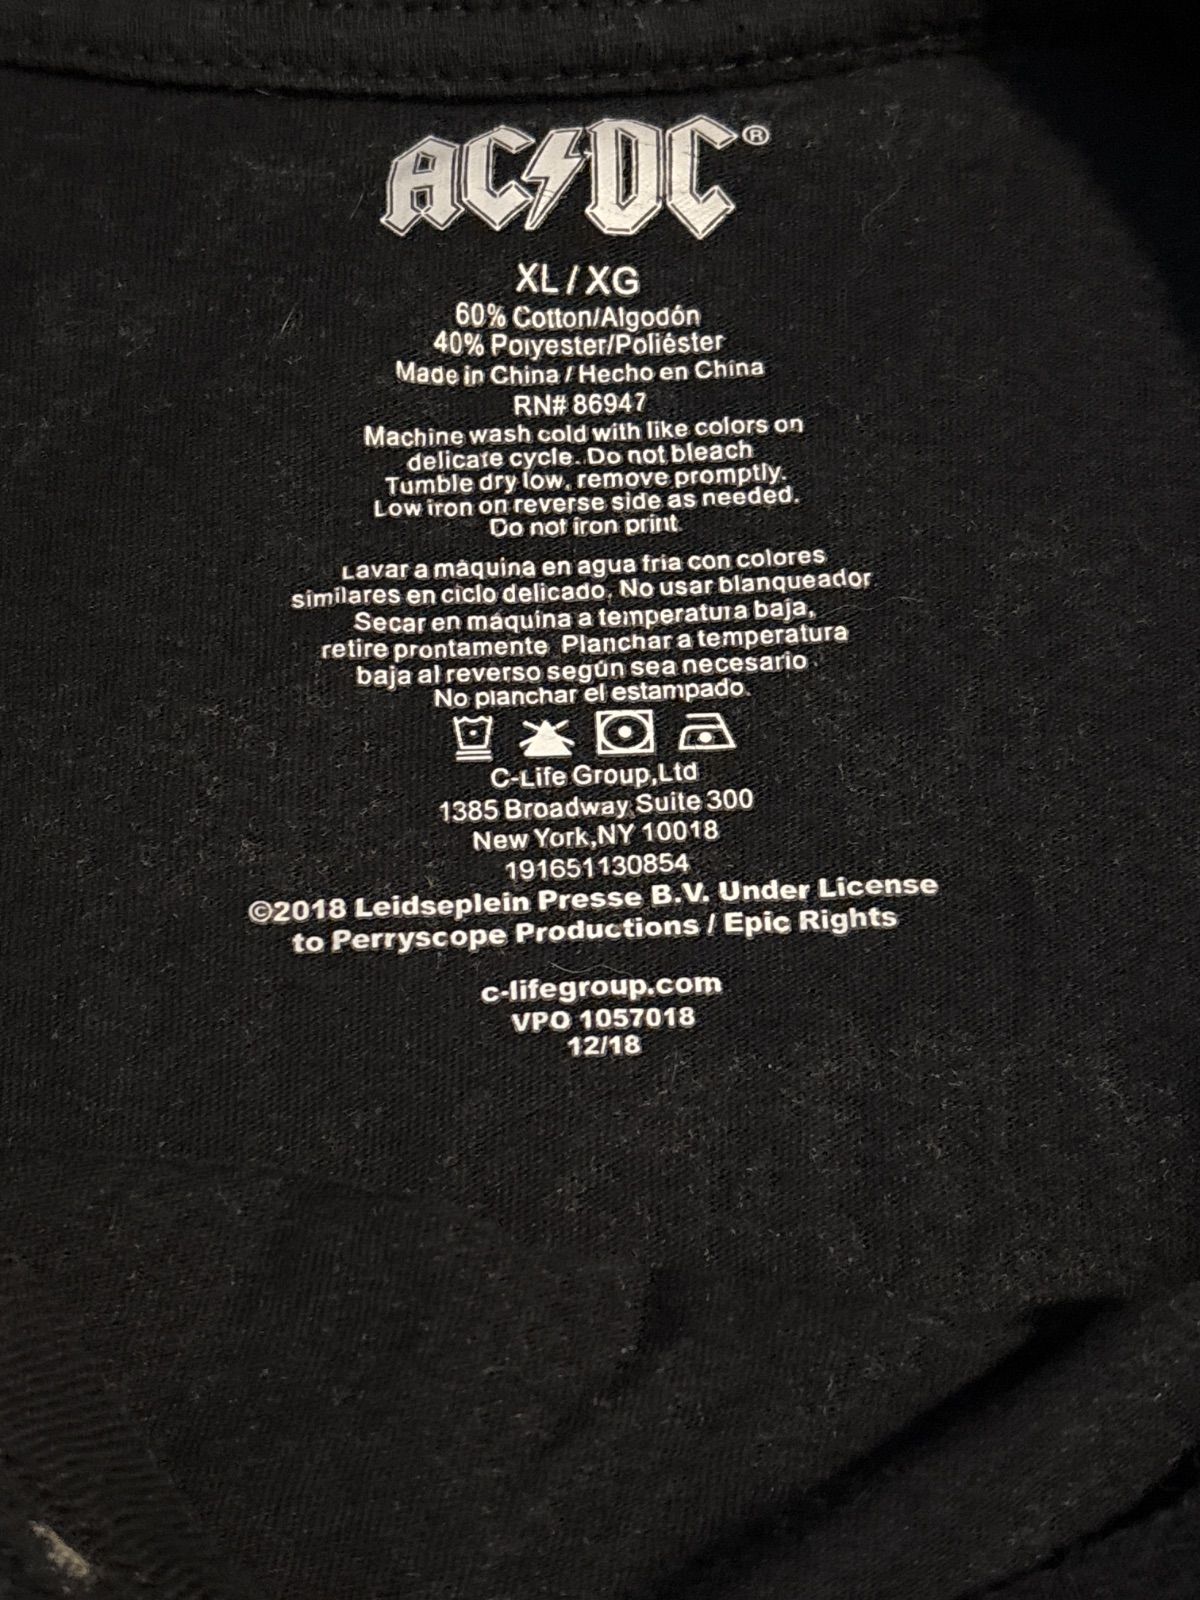 AC⚡DC®
XL / XG
60% Cotton/Algodón
40% Polyester/Poliéster
Made in China / Hecho en China
RN# 86947
Machine wash cold with like colors on
delicate cycle. Do not bleach
Tumble dry low, remove promptly.
Low iron on reverse side as needed.
Do not iron print
Lavar a máquina en agua fria con colores
similares en ciclo delicado, No usar blanqueador
Secar en máquina a temperatura baja,
retire prontamente Planchar a temperatura
baja al reverso según sea necesario.
No planchar el estampado.
C-Life Group,Ltd
1385 Broadway Suite 300
New York,NY 10018
191651130854
©2018 Leidseplein Presse B.V. Under License
to Perryscope Productions / Epic Rights
c-lifegroup.com
VPO 1057018
12/18